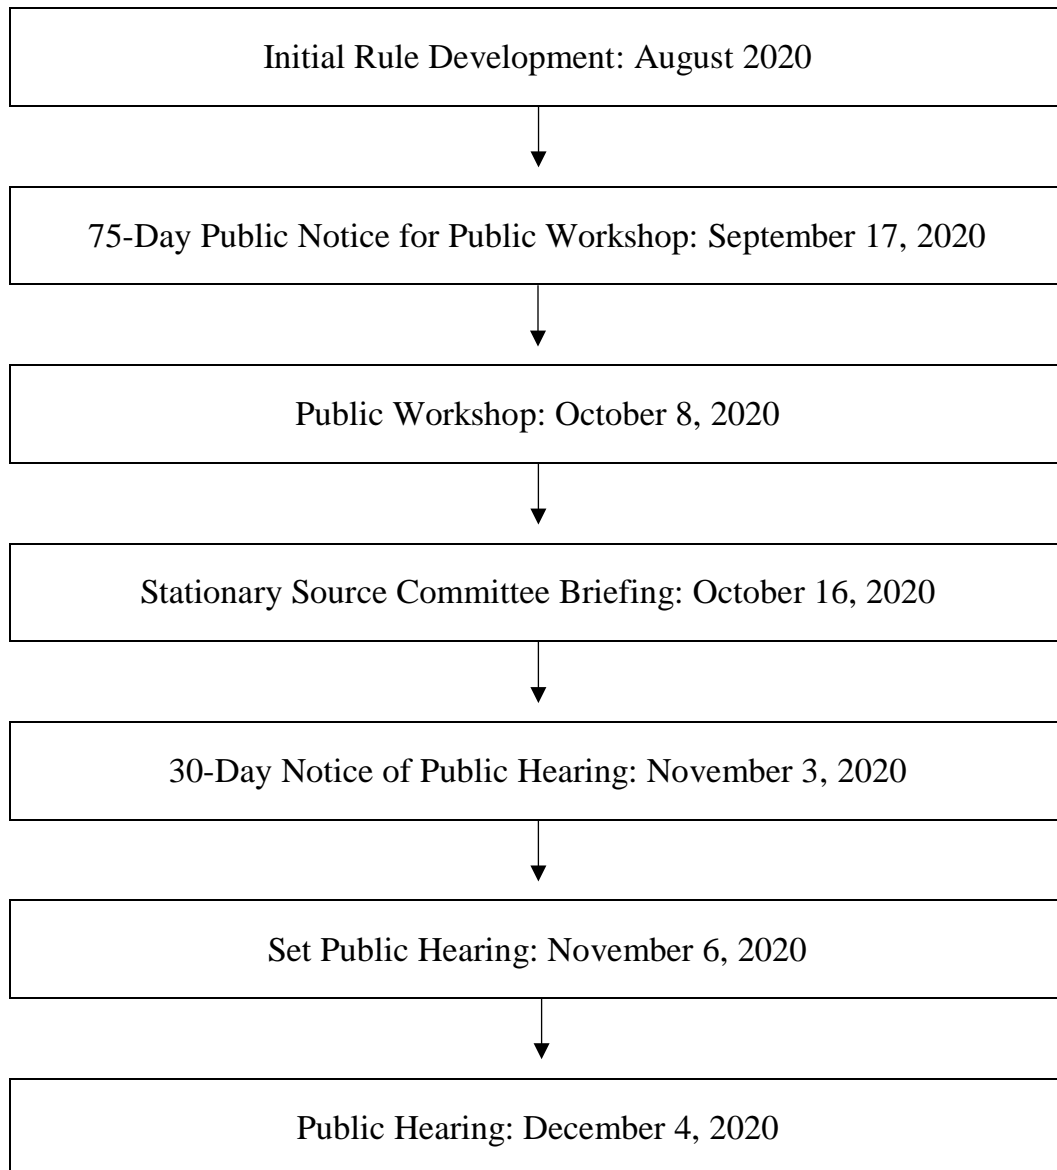 Initial Rule Development: August 2020
75-Day Public Notice for Public Workshop: September 17, 2020
Public Workshop: October 8, 2020
Stationary Source Committee Briefing: October 16, 2020
30-Day Notice of Public Hearing: November 3, 2020
Set Public Hearing: November 6, 2020
Public Hearing: December 4, 2020